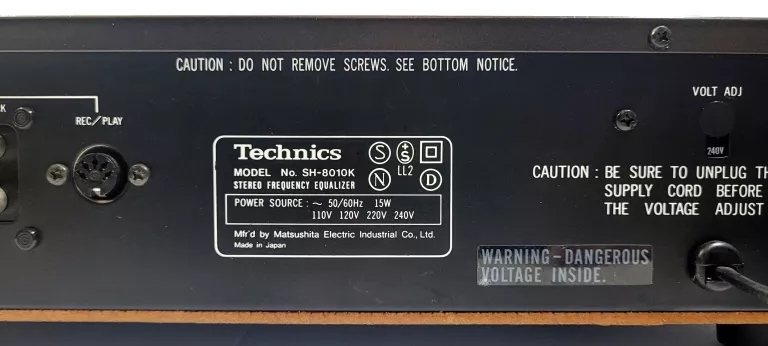 CAUTION : DO NOT REMOVE SCREWS. SEE BOTTOM NOTICE.
VOLT ADJ
REC/PLAY
240V
Technics
MODEL No. SH-8010K
STEREO FREQUENCY EQUALIZER
S
S
LL2
N
D
POWER SOURCE : ~ 50/60Hz 15W
110V 120V 220V 240V
Mfr'd by Matsushita Electric Industrial Co., Ltd.
Made in Japan
CAUTION : BE SURE TO UNPLUG
SUPPLY CORD BEFORE
THE VOLTAGE ADJUST
WARNING-DANGEROUS
VOLTAGE INSIDE.